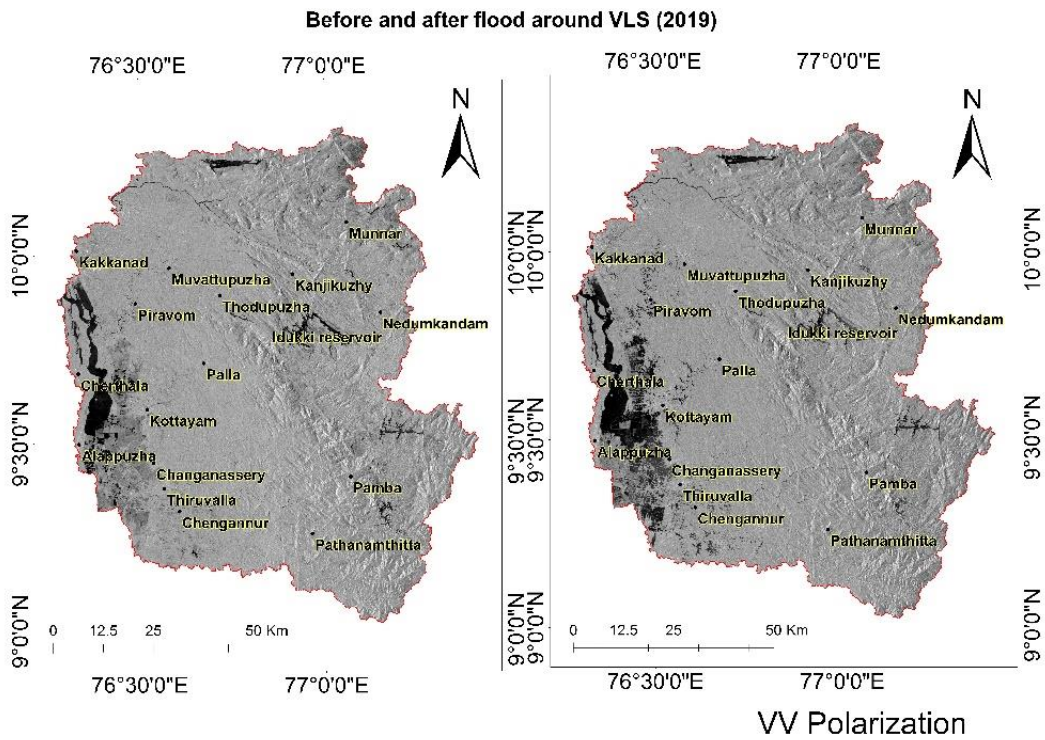 Before and after flood around VLS (2019)
76°30'0"E 77°0'0"E
76°30'0"E 77°0'0"E
N
N
10°0'0"N
9°30'0"N
9°0'0"N
Munnar
Kakkanad
Muvattupuzha
Kanjikuzhy
Thodupuzha
Piravom
Nedumkandam
Idukki reservoir
Palla
Cherthala
Kottayam
Alappuzha
Changanassery
Pamba
Thiruvalla
Chengannur
Pathanamthitta
0 12.5 25 50 Km
76°30'0"E 77°0'0"E
10°0'0"N
9°30'0"N
9°0'0"N
10°0'0"N
9°30'0"N
9°0'0"N
Munnar
Kakkanad
Muvattupuzha
Kanjikuzhy
Thodupuzha
Piravom
Nedumkandam
Idukki reservoir
Palla
Cherthala
Kottayam
Alappuzha
Changanassery
Pamba
Thiruvalla
Chengannur
Pathanamthitta
0 12.5 25 50 Km
76°30'0"E 77°0'0"E
10°0'0"N
9°30'0"N
9°0'0"N
VV Polarization